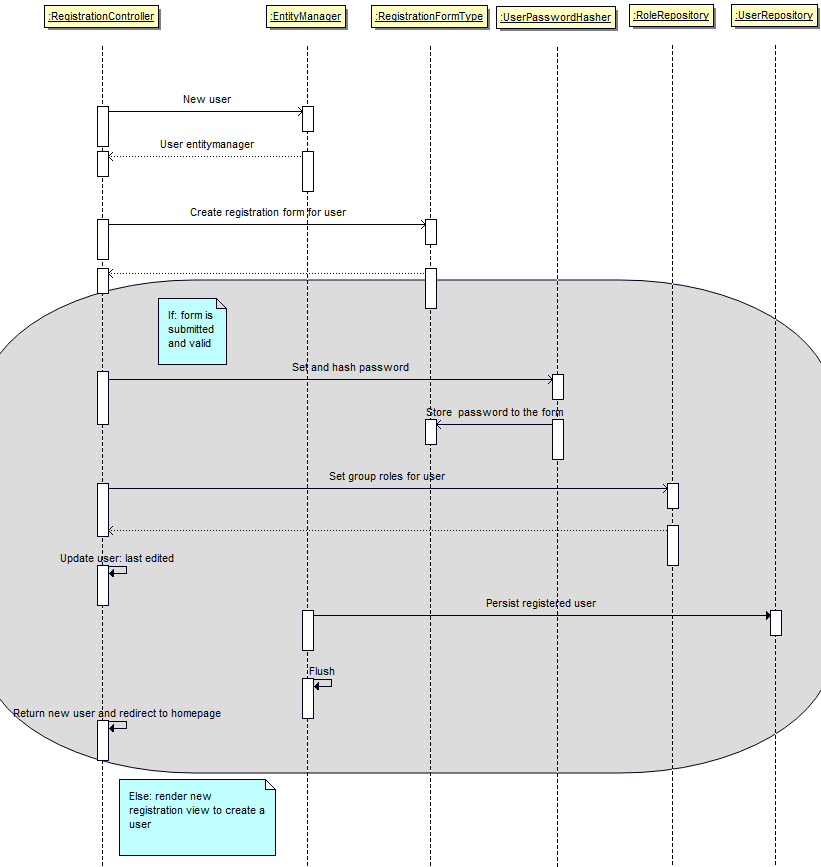 :RegistrationController
:EntityManager
:RegistrationFormType
:UserPasswordHasher
:RoleRepository
:UserRepository
New user
User entitymanager
Create registration form for user
If: form is
submitted
and valid
Set and hash password
Store  password to the form
Set group roles for user
Update user: last edited
Persist registered user
Flush
Return new user and redirect to homepage
Else: render new
registration view to create a
user